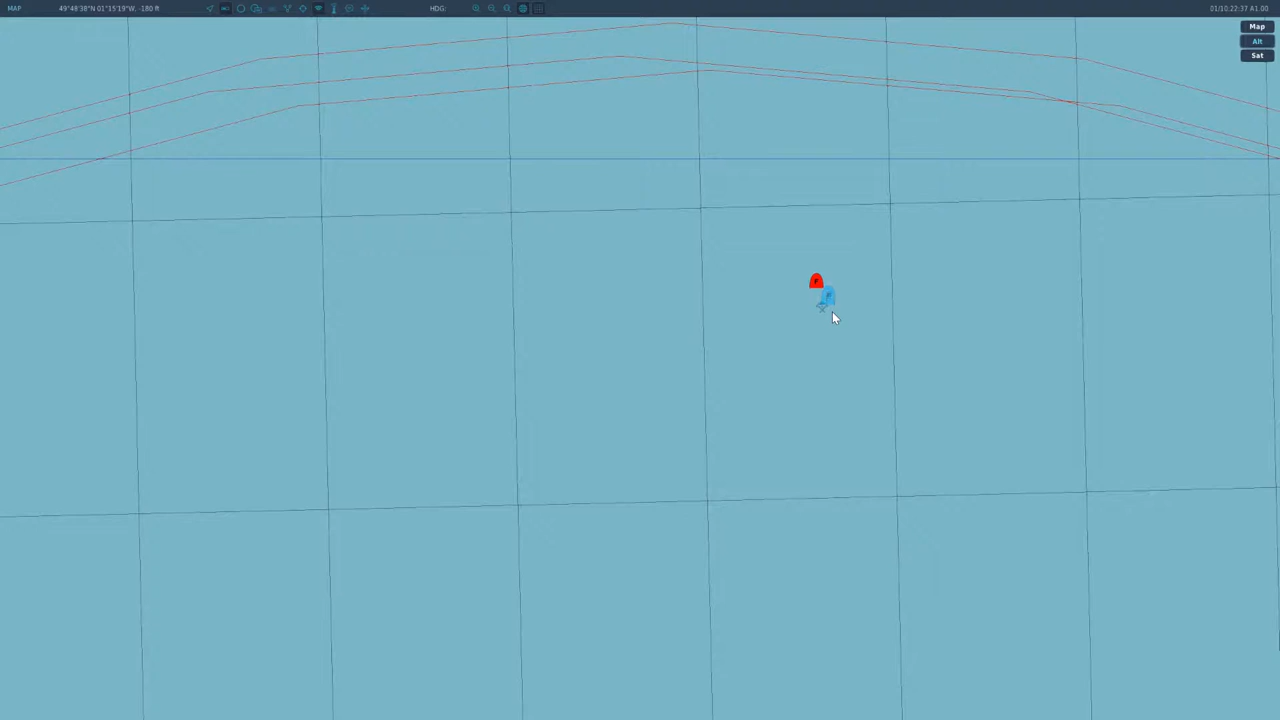 MAP 49°48'38"N 01°15'19"W, -180 ft HDG: 01/10:22:37 A1.00
Map
Alt
Sat
F
F